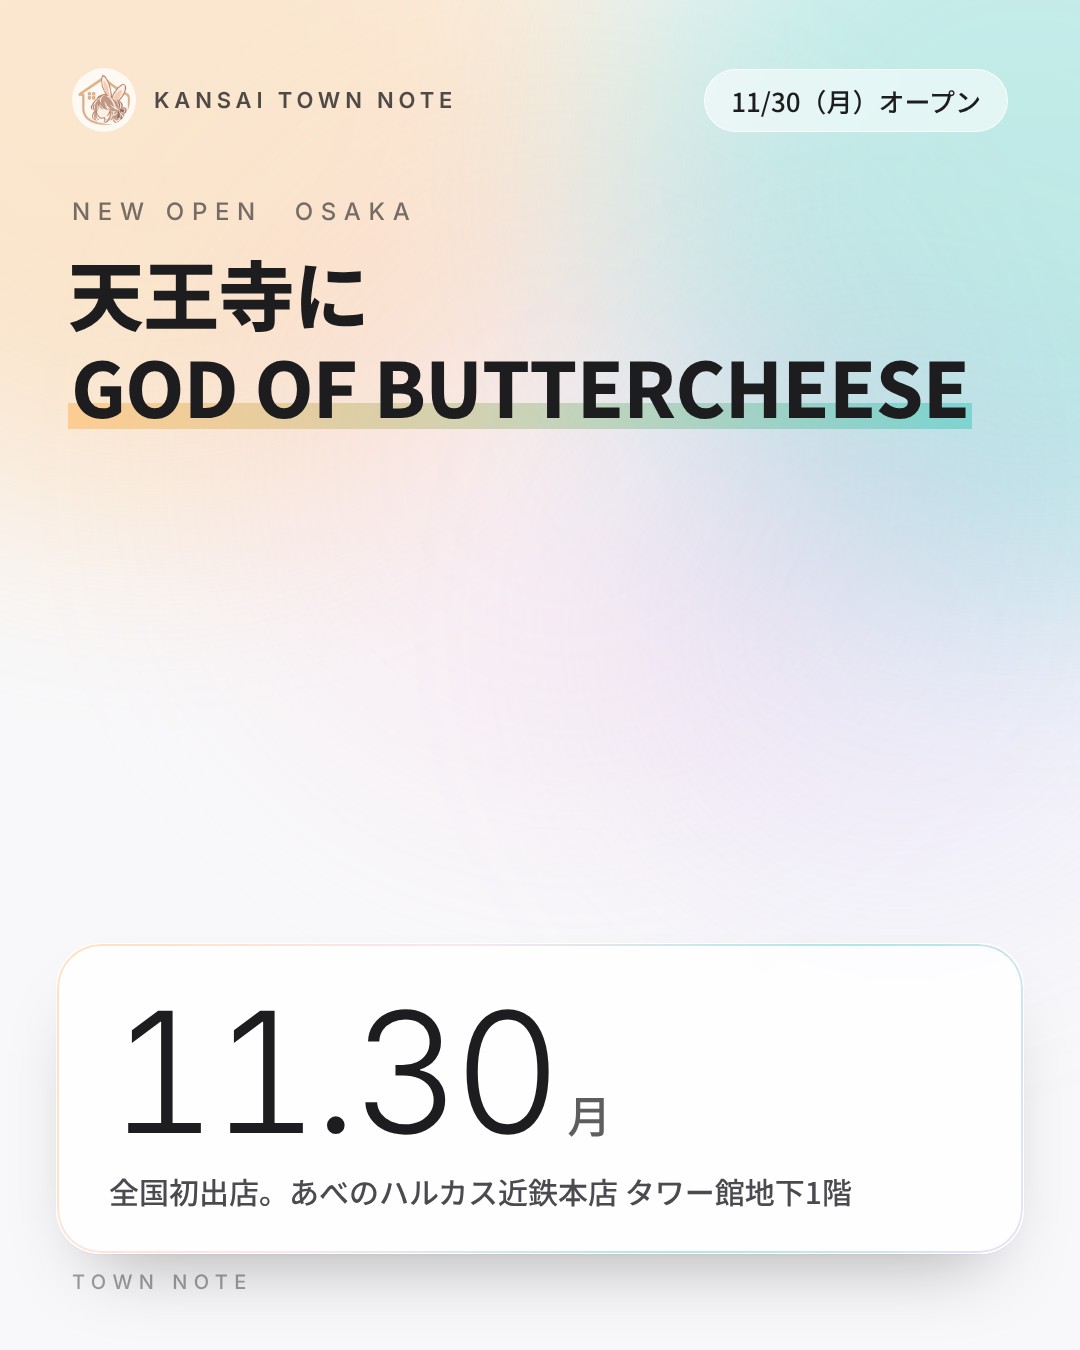 KANSAI TOWN NOTE
11/30（月）オープン
NEW OPEN OSAKA
天王寺に
GOD OF BUTTERCHEESE
11.30 月
全国初出店。あべのハルカス近鉄本店 タワー館地下1階
TOWN NOTE